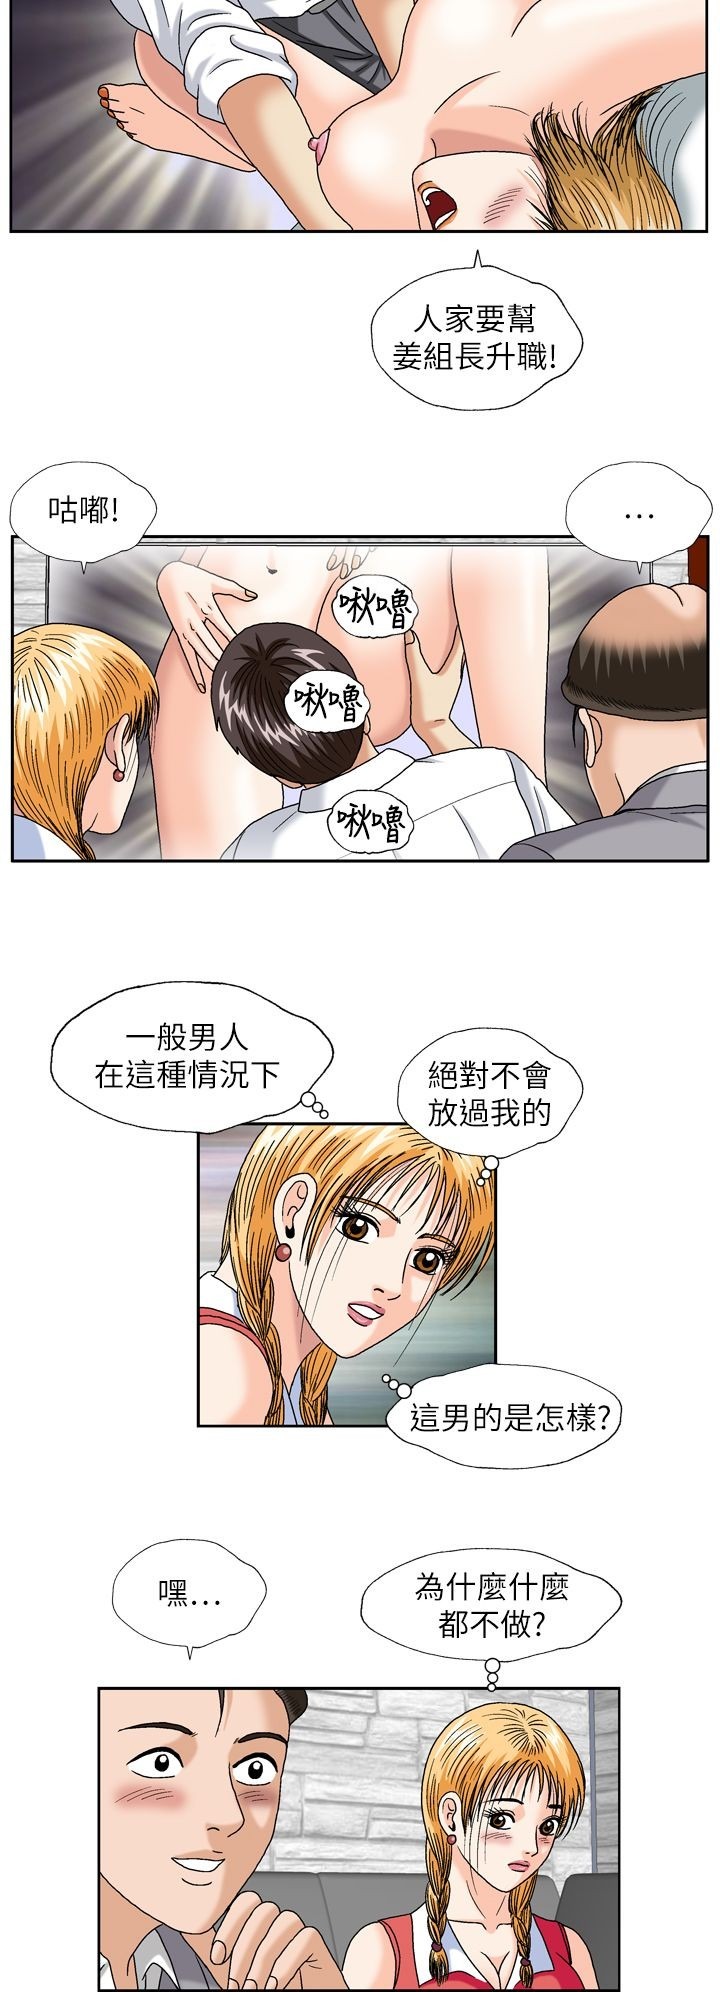 人家要幫
姜組長升職!
咕嘟!
...
啾嚕
啾嚕
啾嚕
一般男人
在這種情況下
絕對不會
放過我的
這男的是怎樣?
嘿...
為什麼什麼
都不做?